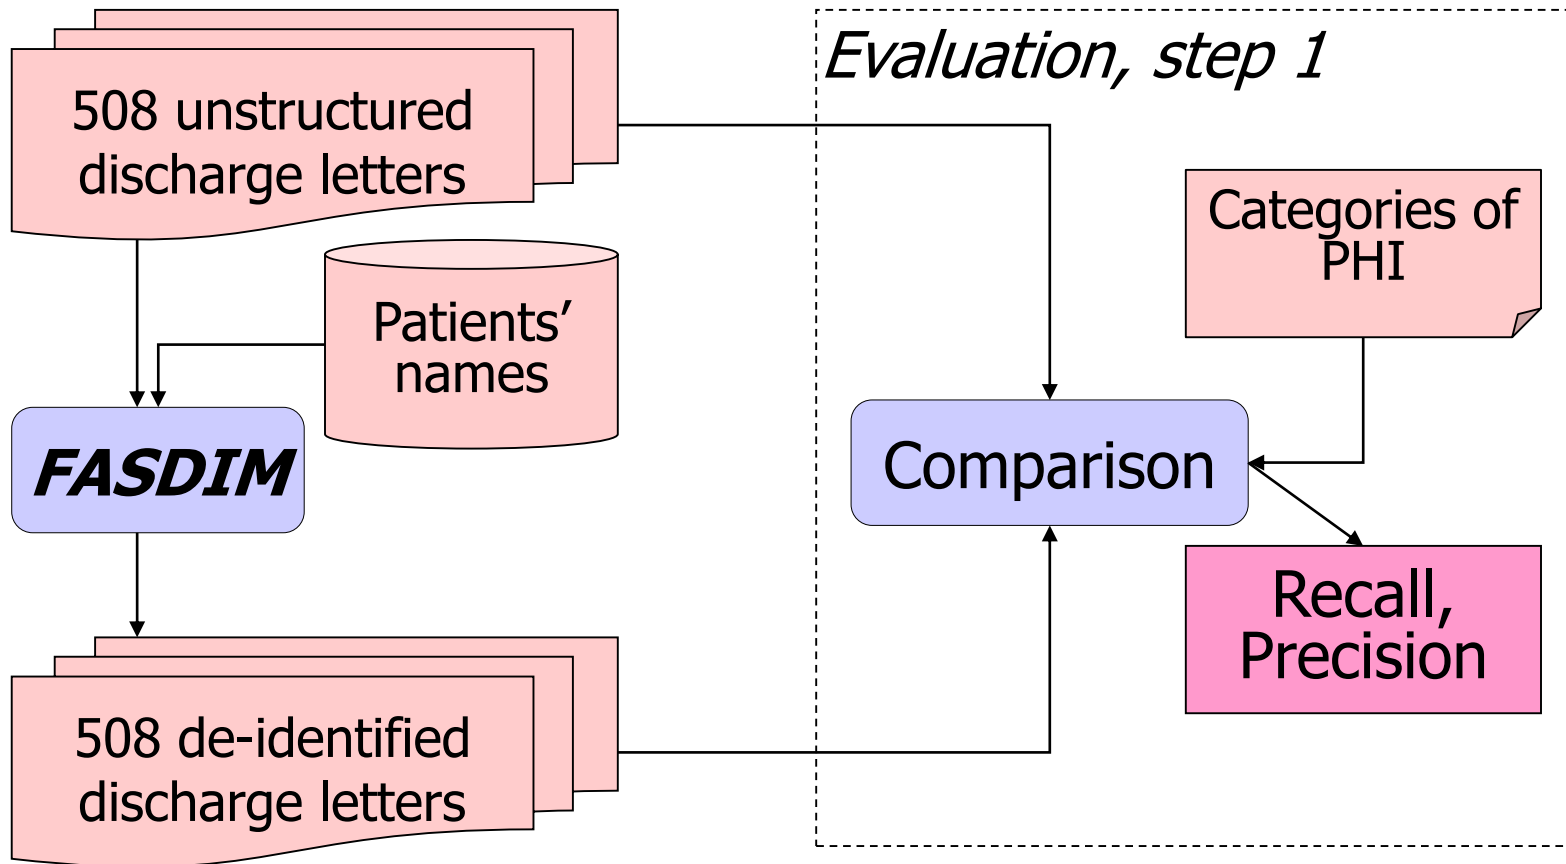 508 unstructured
discharge letters
Evaluation, step 1
Categories of
PHI
Patients’
names
FASDIM
Comparison
Recall,
Precision
508 de-identified
discharge letters